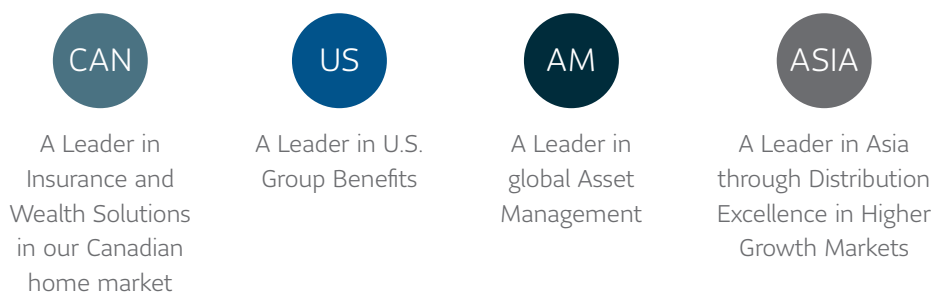 CAN
A Leader in
Insurance and
Wealth Solutions
in our Canadian
home market
US
A Leader in U.S.
Group Benefits
AM
A Leader in
global Asset
Management
ASIA
A Leader in Asia
through Distribution
Excellence in Higher
Growth Markets